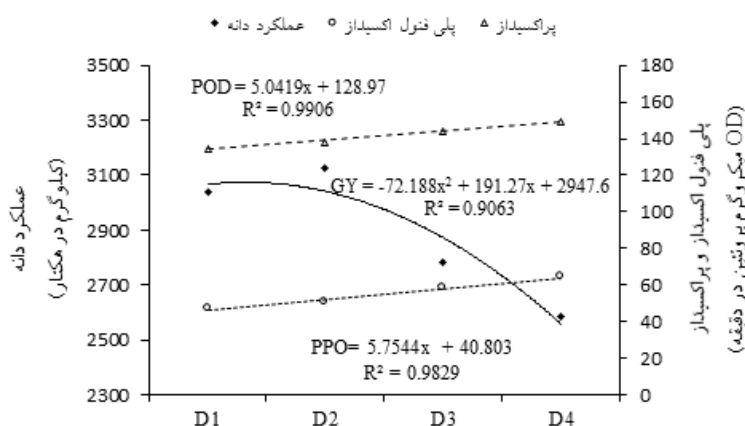 عملکرد دانه
پلی فنول اکسیداز
پراکسیداز
3500
3300
3100
2900
2700
2500
2300
180
160
140
120
100
80
60
40
20
0
POD = 5.0419x + 128.97
R² = 0.9906
GY = -72.188x² + 191.27x + 2947.6
R² = 0.9063
PPO= 5.7544x + 40.803
R² = 0.9829
D1 D2 D3 D4
عملکرد دانه
(کیلوگرم در هکتار)
پلی فنول اکسیداز و پراکسیداز
(OD میکروگرم پروتئین در دقیقه)